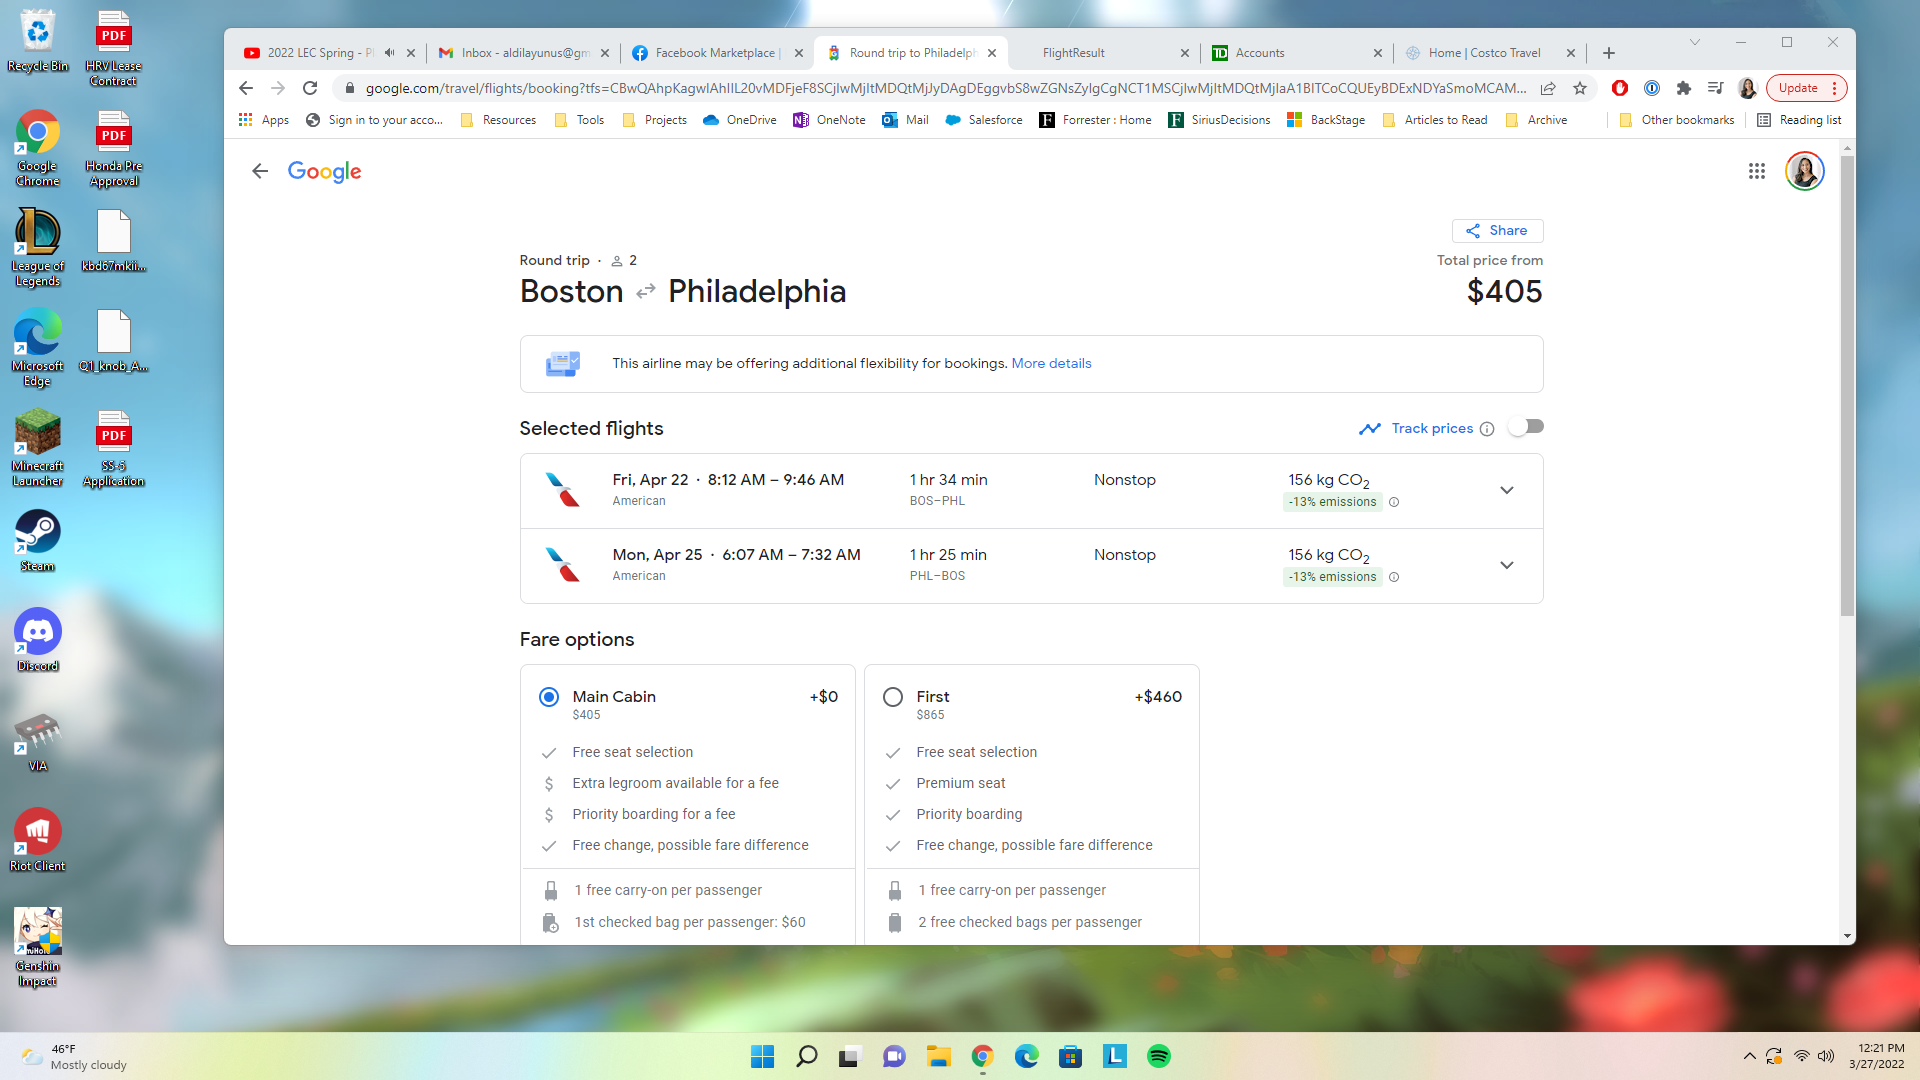 Recycle Bin
HRV Lease Contract
Google Chrome
Honda Pre Approval
League of Legends
kbd67mkii...
Microsoft Edge
Q1_knob_A...
Minecraft Launcher
SS-5 Application
Steam
Discord
VIA
Riot Client
Genshin Impact
2022 LEC Spring - Pl
Inbox - aldilayunus@gm
Facebook Marketplace |
Round trip to Philadelph
FlightResult
TD Accounts
Home | Costco Travel
google.com/travel/flights/booking?tfs=CBwQAhpKagwIAhIIL20vMDFjeF8SCjIwMjItMDQtMjJyDAgDEggvbS8wZGNsZyIgCgNCT1MSCjIwMjItMDQtMjIaA1BITCoCQUEyBDExNDYaSmoMCAM...
Update
Apps
Sign in to your acco...
Resources
Tools
Projects
OneDrive
OneNote
Mail
Salesforce
Forrester : Home
SiriusDecisions
BackStage
Articles to Read
Archive
Other bookmarks
Reading list
Google
Share
Round trip · 2
Total price from
Boston Philadelphia
$405
This airline may be offering additional flexibility for bookings. More details
Selected flights
Track prices
Fri, Apr 22 · 8:12 AM – 9:46 AM
1 hr 34 min
Nonstop
156 kg CO2
American
BOS–PHL
-13% emissions
Mon, Apr 25 · 6:07 AM – 7:32 AM
1 hr 25 min
Nonstop
156 kg CO2
American
PHL–BOS
-13% emissions
Fare options
Main Cabin +$0
$405
Free seat selection
Extra legroom available for a fee
Priority boarding for a fee
Free change, possible fare difference
1 free carry-on per passenger
1st checked bag per passenger: $60
First +$460
$865
Free seat selection
Premium seat
Priority boarding
Free change, possible fare difference
1 free carry-on per passenger
2 free checked bags per passenger
46°F
Mostly cloudy
12:21 PM
3/27/2022